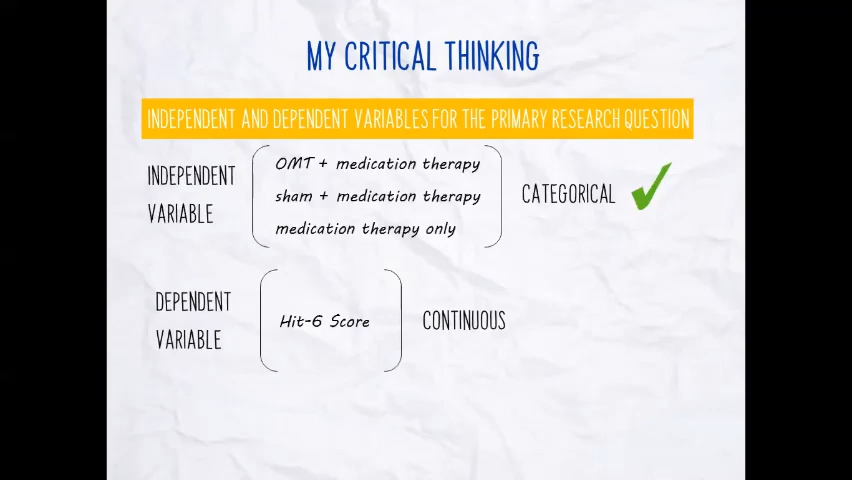 MY CRITICAL THINKING
INDEPENDENT AND DEPENDENT VARIABLES FOR THE PRIMARY RESEARCH QUESTION
INDEPENDENT
VARIABLE
OMT + medication therapy
sham + medication therapy
medication therapy only
CATEGORICAL
DEPENDENT
VARIABLE
Hit-6 Score
CONTINUOUS